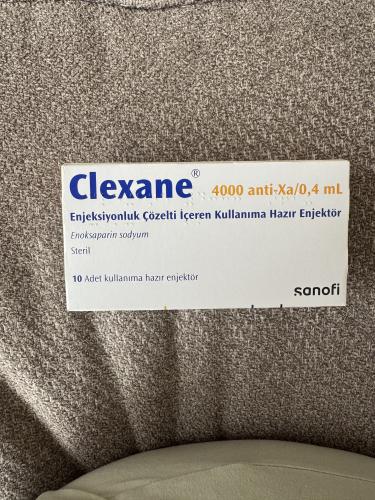 Clexane® 4000 anti-Xa/0,4 mL
Enjeksiyonluk Çözelti İçeren Kullanıma Hazır Enjektör
Enoksaparin sodyum
Steril
10 Adet kullanıma hazır enjektör
sanofi